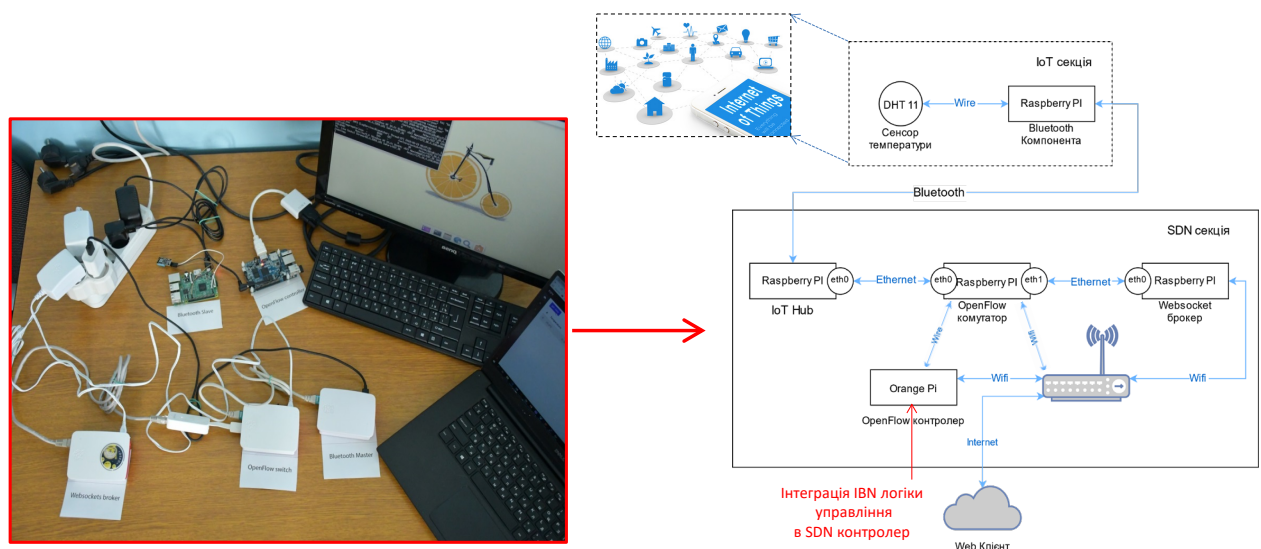 Internet
of Things
IoT секція
DHT 11
Wire
Raspberry PI
Сенсор
температури
Bluetooth
Компонента
Bluetooth
SDN секція
Raspberry PI
eth0
Ethernet
eth0
Raspberry PI
eth1
Ethernet
eth0
Raspberry PI
IoT Hub
OpenFlow
комутатор
Websocket
брокер
Wire
Wifi
Orange Pi
Wifi
Wifi
OpenFlow контролер
Internet
Інтеграція IBN логіки
управління
в SDN контролер
Web Клієнт
BenQ
Bluetooth Slave
OpenFlow controller
Bluetooth Master
OpenFlow switch
Websockets broker